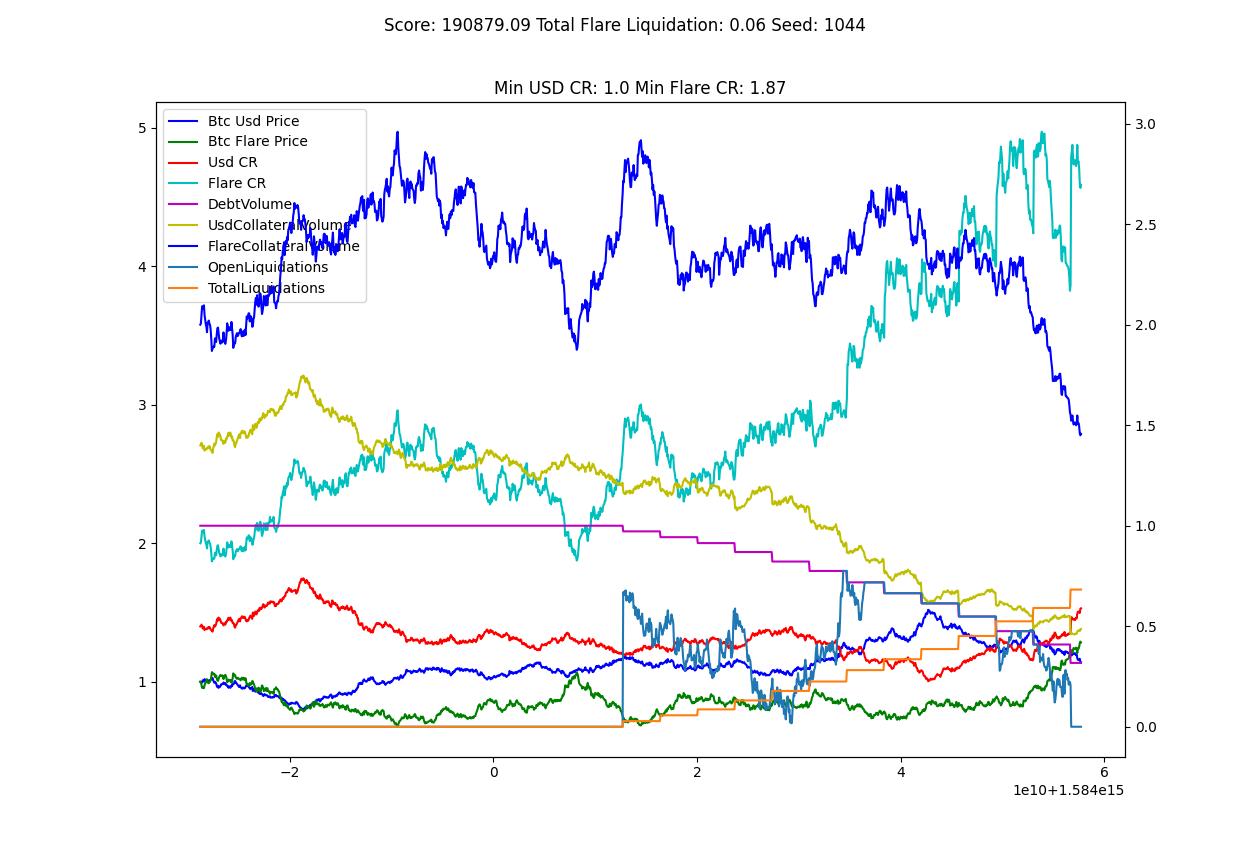 Score: 190879.09 Total Flare Liquidation: 0.06 Seed: 1044
Min USD CR: 1.0 Min Flare CR: 1.87
Btc Usd Price
Btc Flare Price
Usd CR
Flare CR
DebtVolume
UsdCollateralVolume
FlareCollateralVolume
OpenLiquidations
TotalLiquidations
5
4
3
2
1
3.0
2.5
2.0
1.5
1.0
0.5
0.0
−2
0
2
4
6
1e10+1.584e15